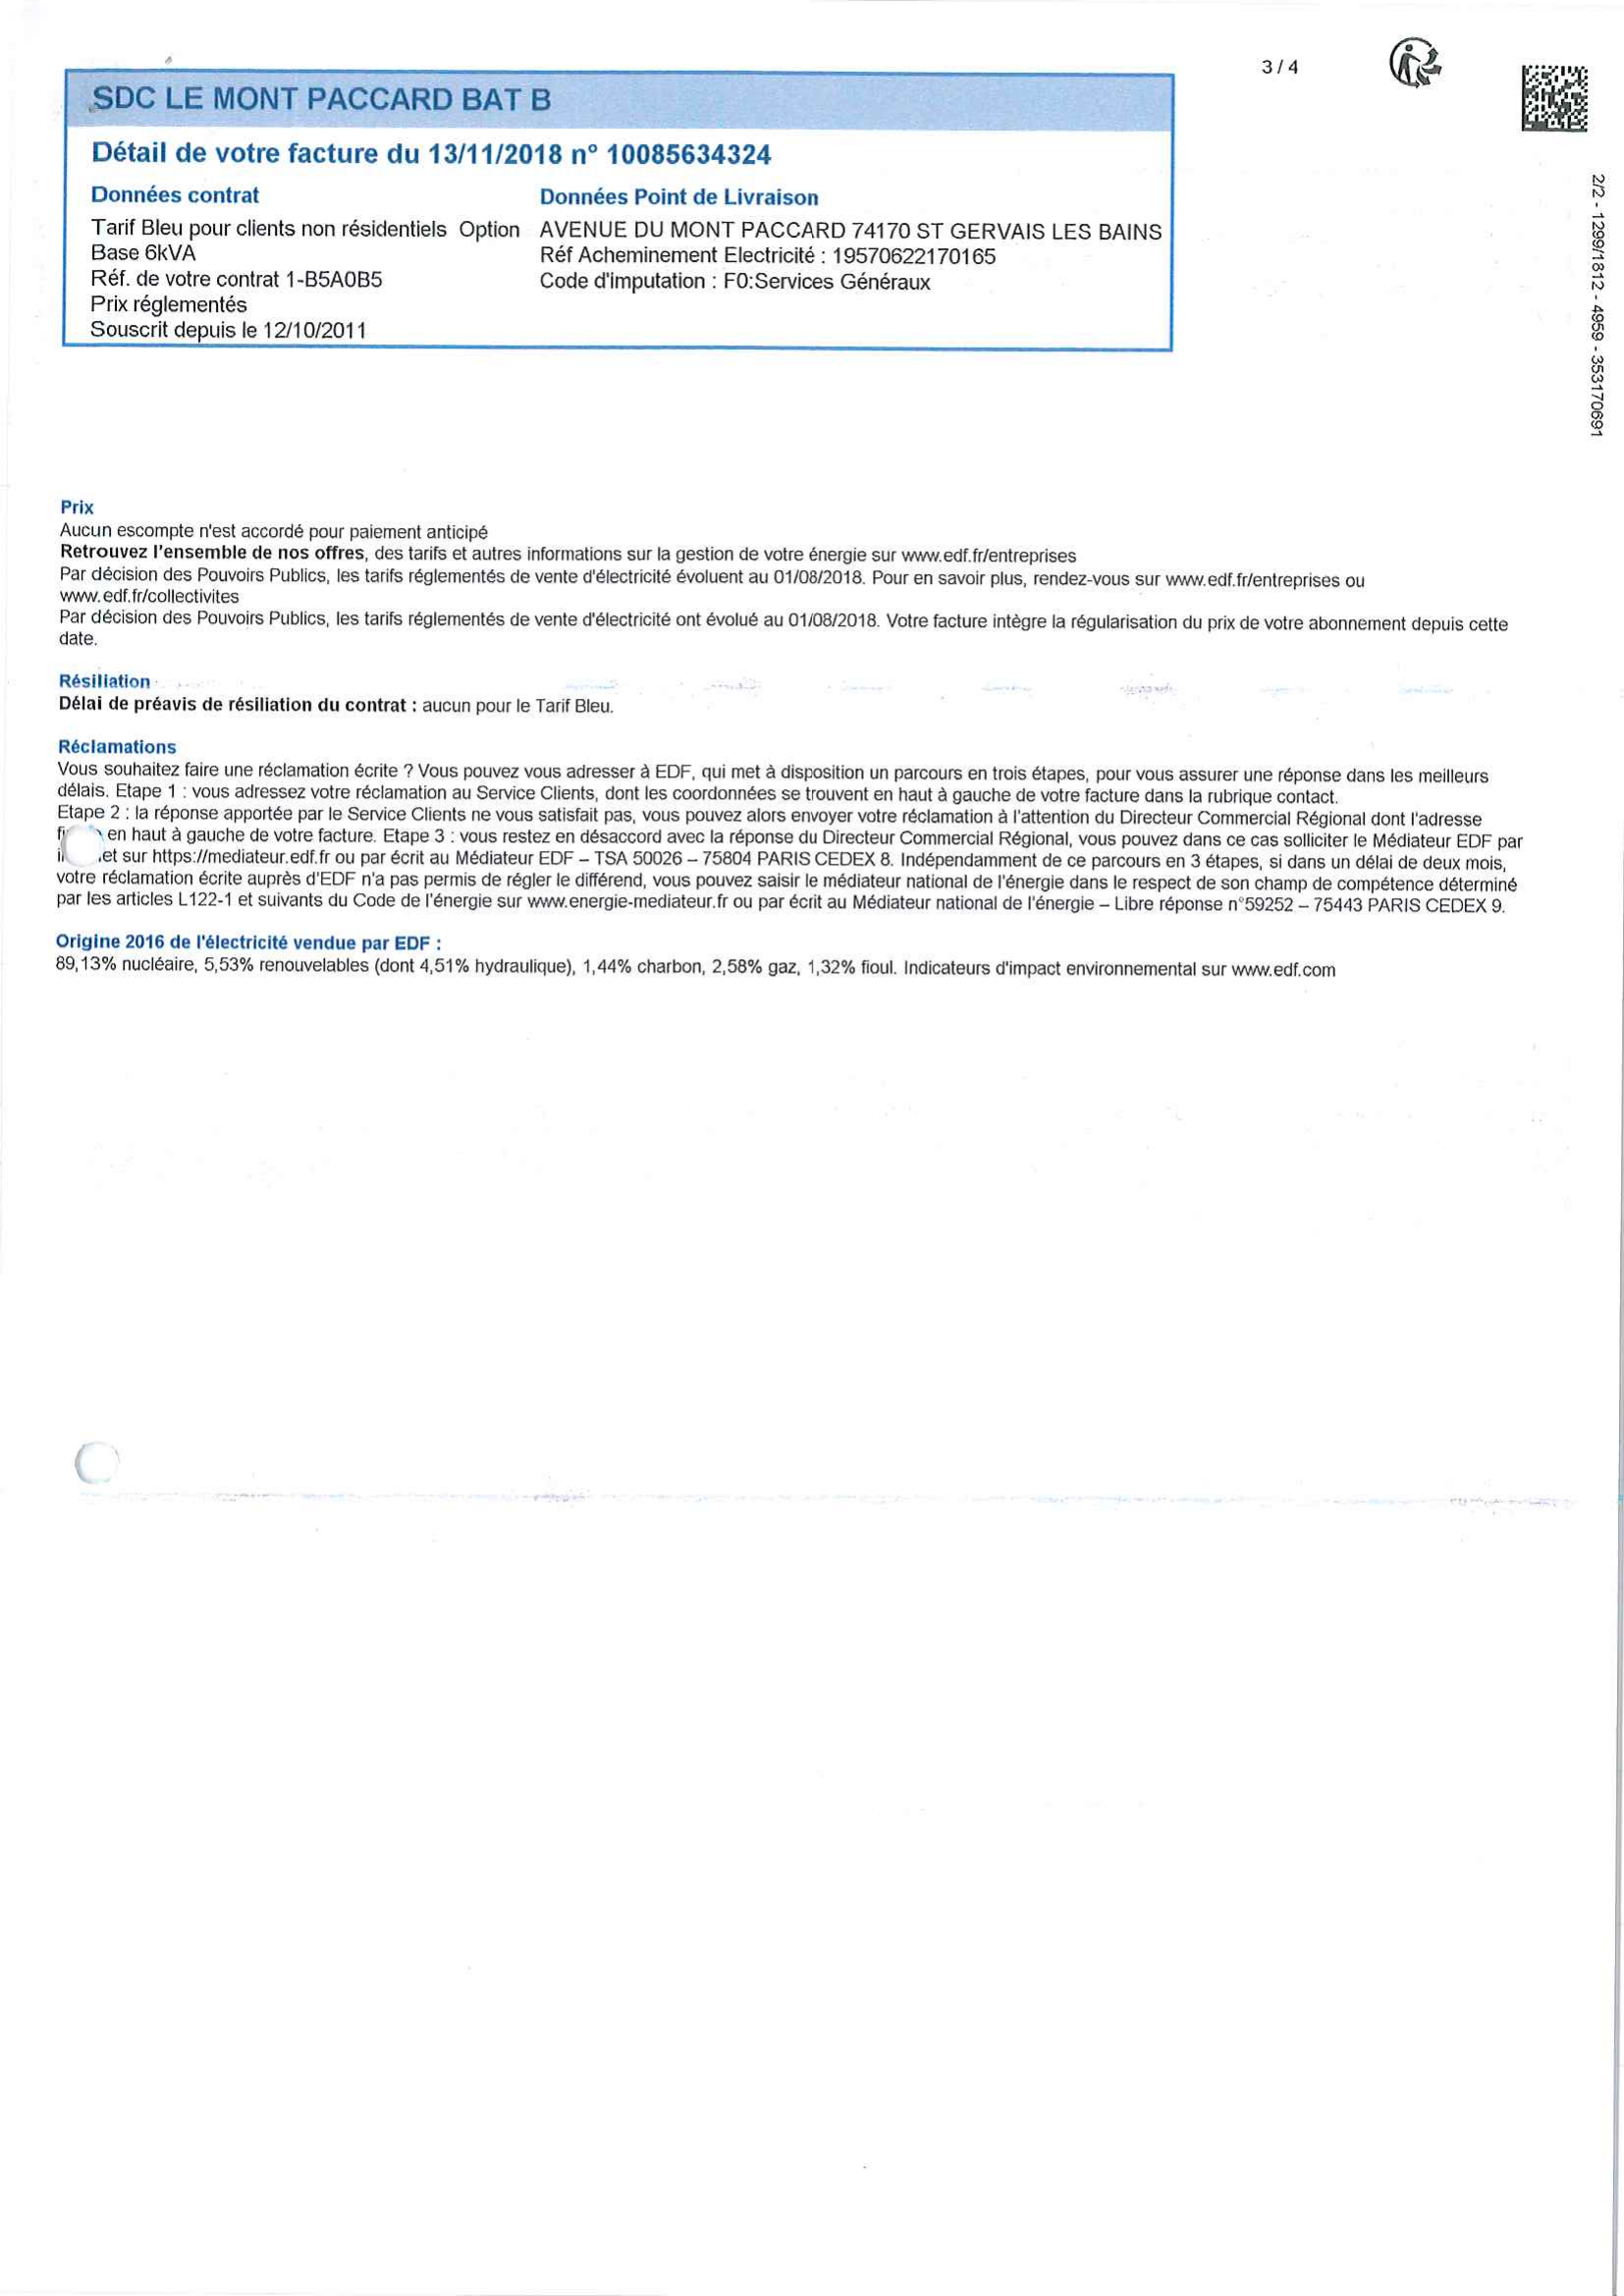 3 / 4
SDC LE MONT PACCARD BAT B
Détail de votre facture du 13/11/2018 n° 10085634324
Données contrat
Tarif Bleu pour clients non résidentiels Option
Base 6kVA
Réf. de votre contrat 1-B5A0B5
Prix réglementés
Souscrit depuis le 12/10/2011
Données Point de Livraison
AVENUE DU MONT PACCARD 74170 ST GERVAIS LES BAINS
Réf Acheminement Electricité : 19570622170165
Code d'imputation : F0:Services Généraux
2/2 - 1299/1812 - 4959 - 353170691
Prix
Aucun escompte n'est accordé pour paiement anticipé
Retrouvez l'ensemble de nos offres, des tarifs et autres informations sur la gestion de votre énergie sur www.edf.fr/entreprises
Par décision des Pouvoirs Publics, les tarifs réglementés de vente d'électricité évoluent au 01/08/2018. Pour en savoir plus, rendez-vous sur www.edf.fr/entreprises ou
www.edf.fr/collectivites
Par décision des Pouvoirs Publics, les tarifs réglementés de vente d'électricité ont évolué au 01/08/2018. Votre facture intègre la régularisation du prix de votre abonnement depuis cette
date.
Résiliation
Délai de préavis de résiliation du contrat : aucun pour le Tarif Bleu.
Réclamations
Vous souhaitez faire une réclamation écrite ? Vous pouvez vous adresser à EDF, qui met à disposition un parcours en trois étapes, pour vous assurer une réponse dans les meilleurs
délais. Etape 1 : vous adressez votre réclamation au Service Clients, dont les coordonnées se trouvent en haut à gauche de votre facture dans la rubrique contact.
Etape 2 : la réponse apportée par le Service Clients ne vous satisfait pas, vous pouvez alors envoyer votre réclamation à l'attention du Directeur Commercial Régional dont l'adresse
en haut à gauche de votre facture. Etape 3 : vous restez en désaccord avec la réponse du Directeur Commercial Régional, vous pouvez dans ce cas solliciter le Médiateur EDF par
sur https://mediateur.edf.fr ou par écrit au Médiateur EDF – TSA 50026 – 75804 PARIS CEDEX 8. Indépendamment de ce parcours en 3 étapes, si dans un délai de deux mois,
votre réclamation écrite auprès d'EDF n'a pas permis de régler le différend, vous pouvez saisir le médiateur national de l'énergie dans le respect de son champ de compétence déterminé
par les articles L122-1 et suivants du Code de l'énergie sur www.energie-mediateur.fr ou par écrit au Médiateur national de l'énergie – Libre réponse n°59252 – 75443 PARIS CEDEX 9.
Origine 2016 de l'électricité vendue par EDF :
89,13% nucléaire, 5,53% renouvelables (dont 4,51% hydraulique), 1,44% charbon, 2,58% gaz, 1,32% fioul. Indicateurs d'impact environnemental sur www.edf.com